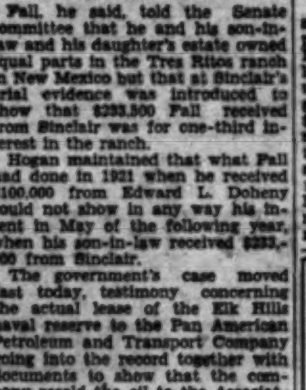 Fall, he said, told the Senate
committee that he and his son-in-
law and his daughter's estate owned
equal parts in the Tres Ritos ranch
in New Mexico but that at Sinclair's
trial evidence was introduced to
show that $233,500 Fall received
from Sinclair was for one-third in-
terest in the ranch.
Hogan maintained that what Fall
had done in 1921 when he received
$100,000 from Edward L. Doheny
could not show in any way his in-
tent in May of the following year,
when his son-in-law received $233,-
500 from Sinclair.
The government's case moved
fast today, testimony concerning
the actual lease of the Elk Hills
naval reserve to the Pan American
Petroleum and Transport Company
going into the record together with
documents to show that the com-